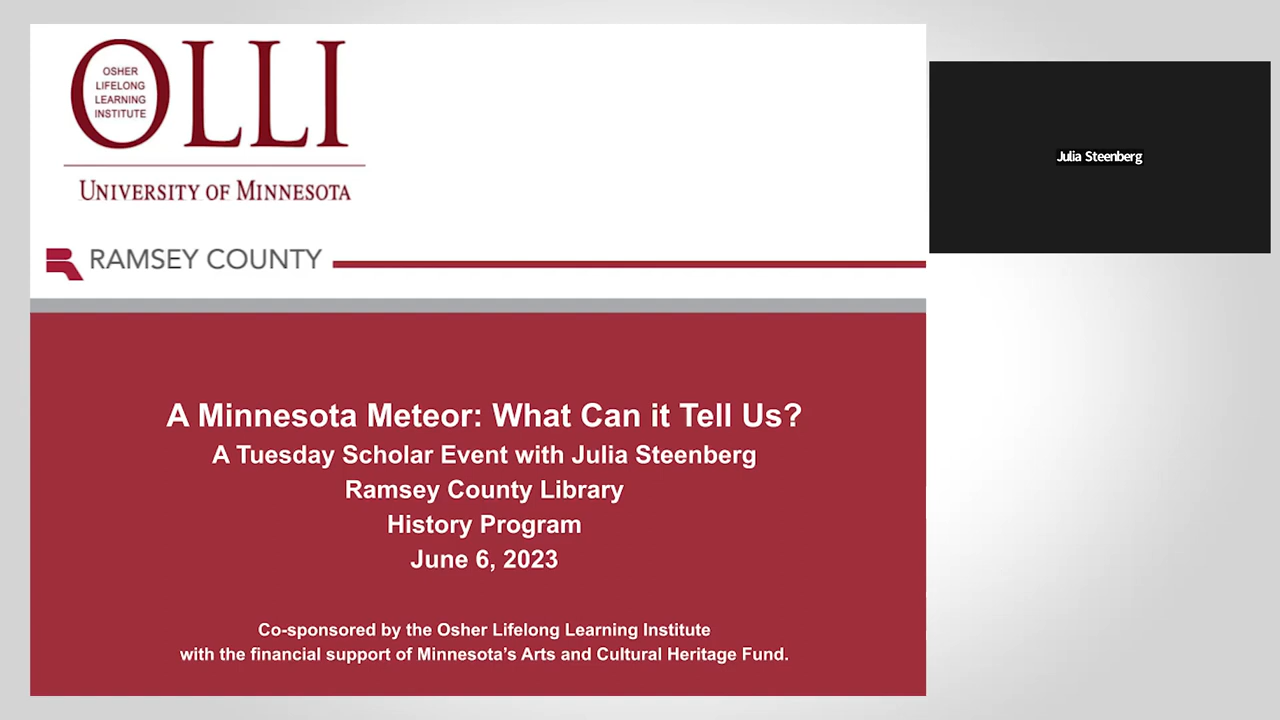 OLLI
OSHER
LIFELONG
LEARNING
INSTITUTE
UNIVERSITY OF MINNESOTA
RAMSEY COUNTY
Julia Steenberg
A Minnesota Meteor: What Can it Tell Us?
A Tuesday Scholar Event with Julia Steenberg
Ramsey County Library
History Program
June 6, 2023
Co-sponsored by the Osher Lifelong Learning Institute
with the financial support of Minnesota's Arts and Cultural Heritage Fund.